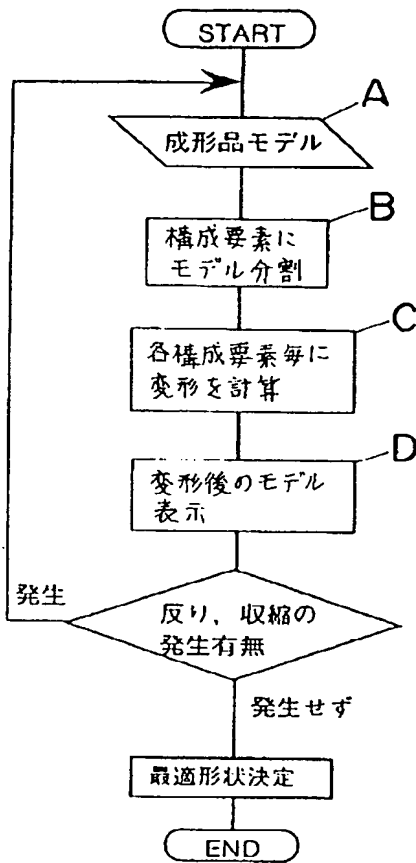 START
A
成形品モデル
B
構成要素に
モデル分割
C
各構成要素毎に
変形を計算
D
変形後のモデル
表示
発生
反り，収縮の
発生有無
発生せず
最適形状決定
END